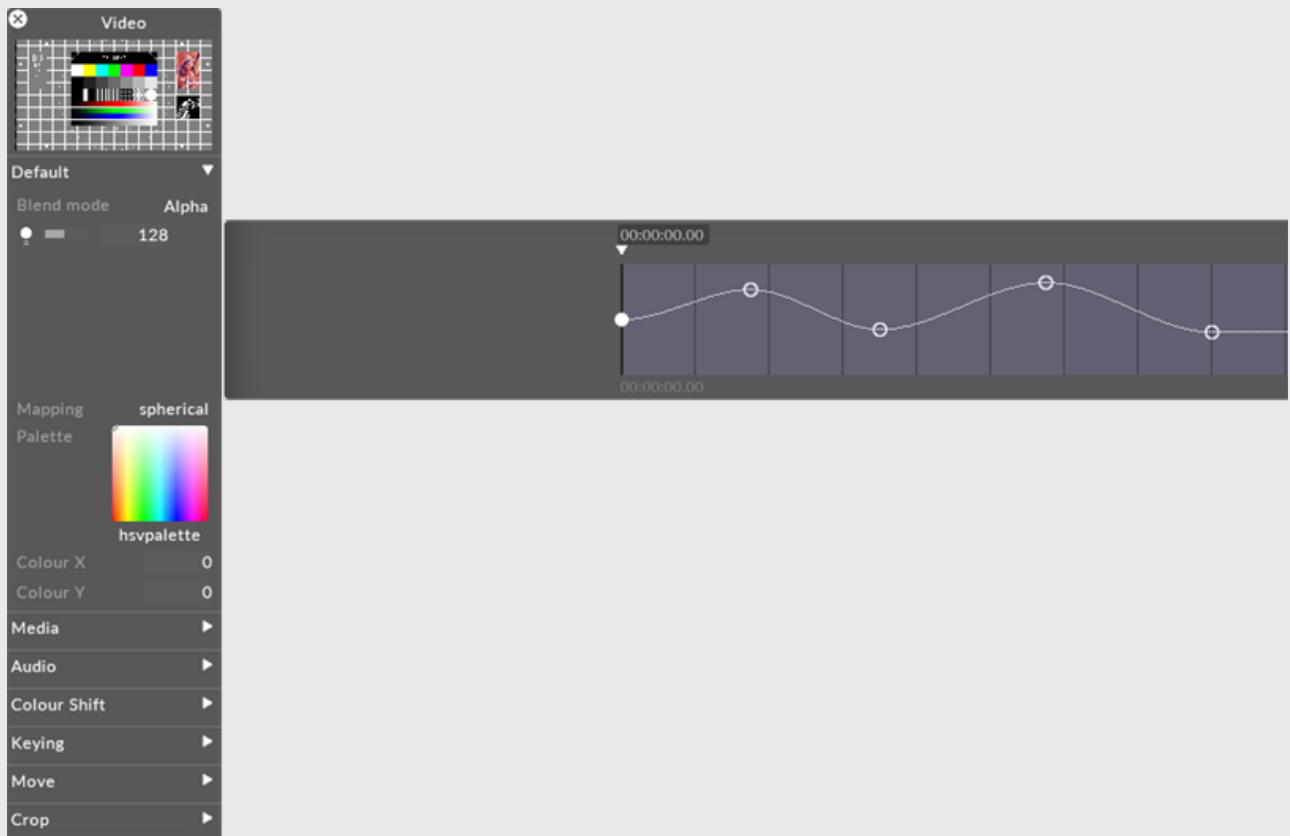 Video
Default
Blend mode Alpha
128
00:00:00.00
00:00:00.00
Mapping spherical
Palette
hsvpalette
Colour X 0
Colour Y 0
Media
Audio
Colour Shift
Keying
Move
Crop